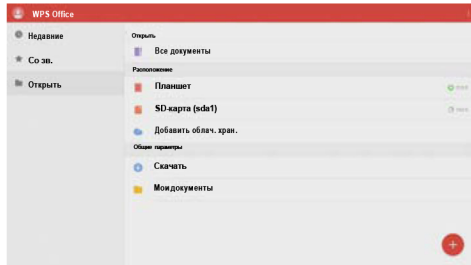 WPS Office
Недавние
Со зв.
Открыть
Открыть
Все документы
Расположение
Планшет
SD-карта (sda1)
Добавить облач. хран.
Общие параметры
Скачать
Моидокументы